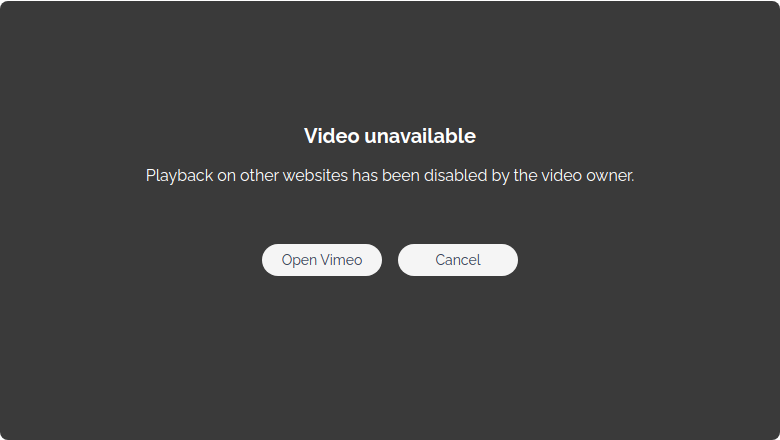 Video unavailable
Playback on other websites has been disabled by the video owner.
Open Vimeo
Cancel